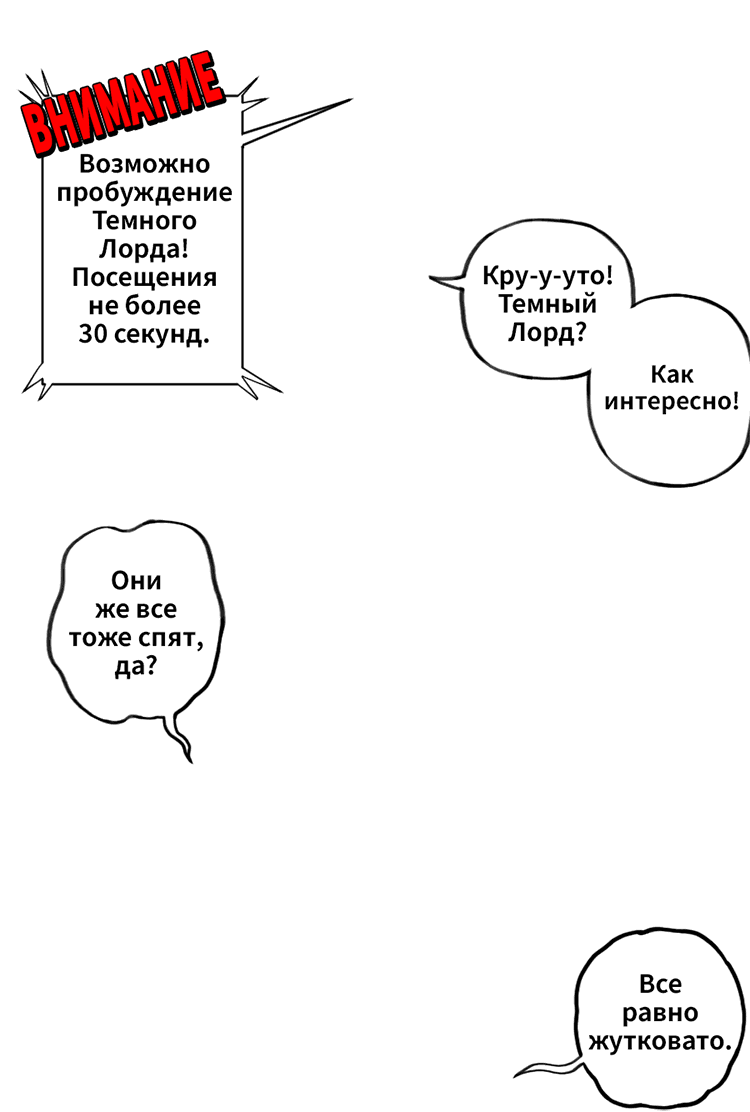 ВНИМАНИЕ
Возможно
пробуждение
Темного
Лорда!
Посещения
не более
30 секунд.
Кру-у-уто!
Темный
Лорд?
Как
интересно!
Они
же все
тоже спят,
да?
Все
равно
жутковато.